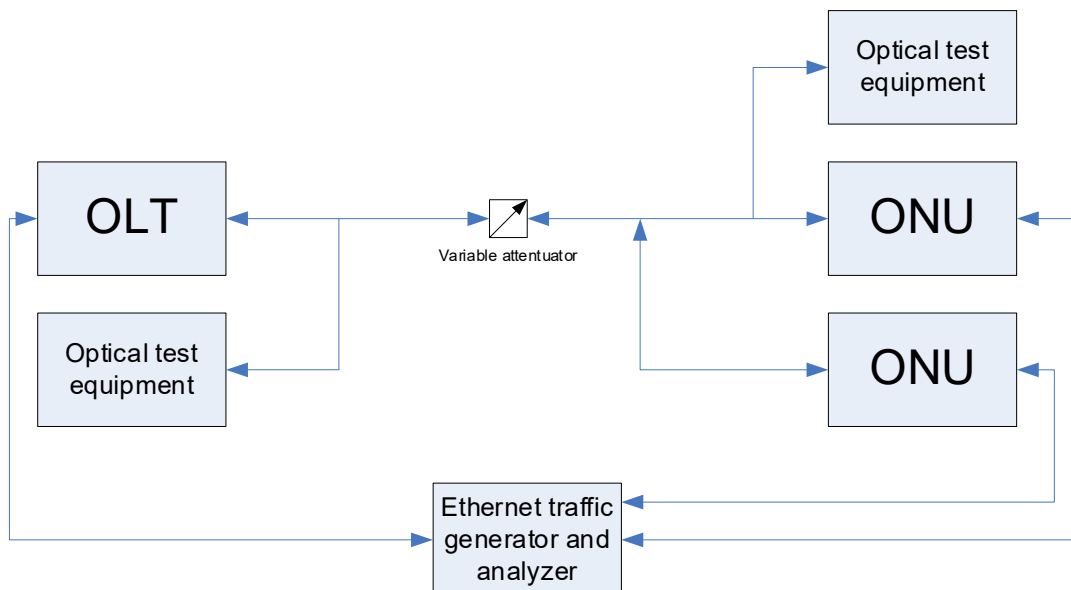 Optical test
equipment
OLT
ONU
Variable attentuator
Optical test
equipment
ONU
Ethernet traffic
generator and
analyzer